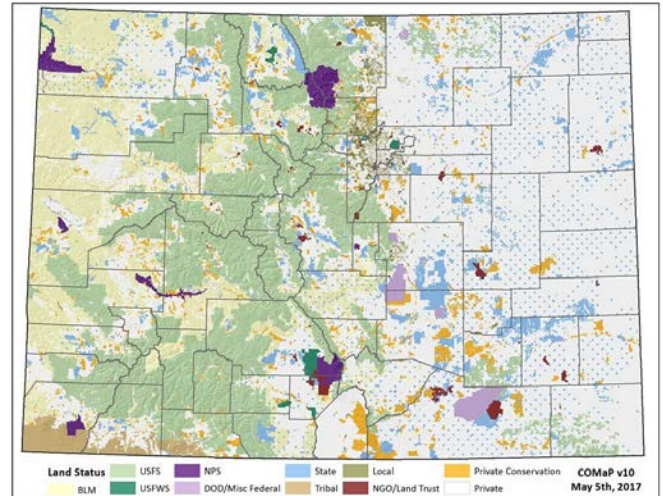 Land Status USFS NPS State Local Private Conservation COMaP v10
BLM USFWS DOD/Misc Federal Tribal NGO/Land Trust Private May 5th, 2017